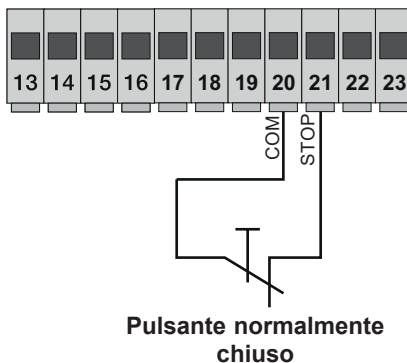 13 14 15 16 17 18 19 20 21 22 23
COM
STOP
Pulsante normalmente
chiuso